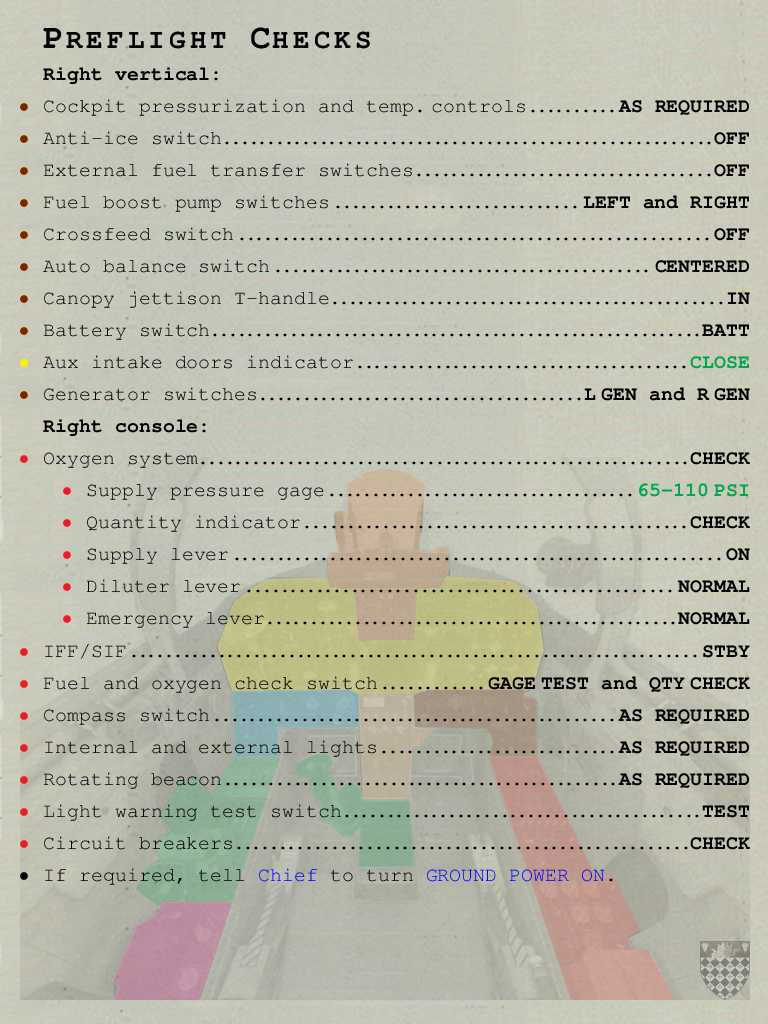 Preflight Checks
Right vertical:
• Cockpit pressurization and temp. controls..........AS REQUIRED
• Anti-ice switch.......................................................OFF
• External fuel transfer switches..................................OFF
• Fuel boost pump switches............................LEFT and RIGHT
• Crossfeed switch......................................................OFF
• Auto balance switch...........................................CENTERED
• Canopy jettison T-handle.............................................IN
• Battery switch........................................................BATT
• Aux intake doors indicator......................................CLOSE
• Generator switches.....................................L GEN and R GEN
Right console:
• Oxygen system.......................................................CHECK
• Supply pressure gage...................................65-110 PSI
• Quantity indicator...........................................CHECK
• Supply lever........................................................ON
• Diluter lever................................................NORMAL
• Emergency lever..............................................NORMAL
• IFF/SIF................................................................STBY
• Fuel and oxygen check switch............GAGE TEST and QTY CHECK
• Compass switch..............................................AS REQUIRED
• Internal and external lights...........................AS REQUIRED
• Rotating beacon.............................................AS REQUIRED
• Light warning test switch........................................TEST
• Circuit breakers...................................................CHECK
• If required, tell Chief to turn GROUND POWER ON.